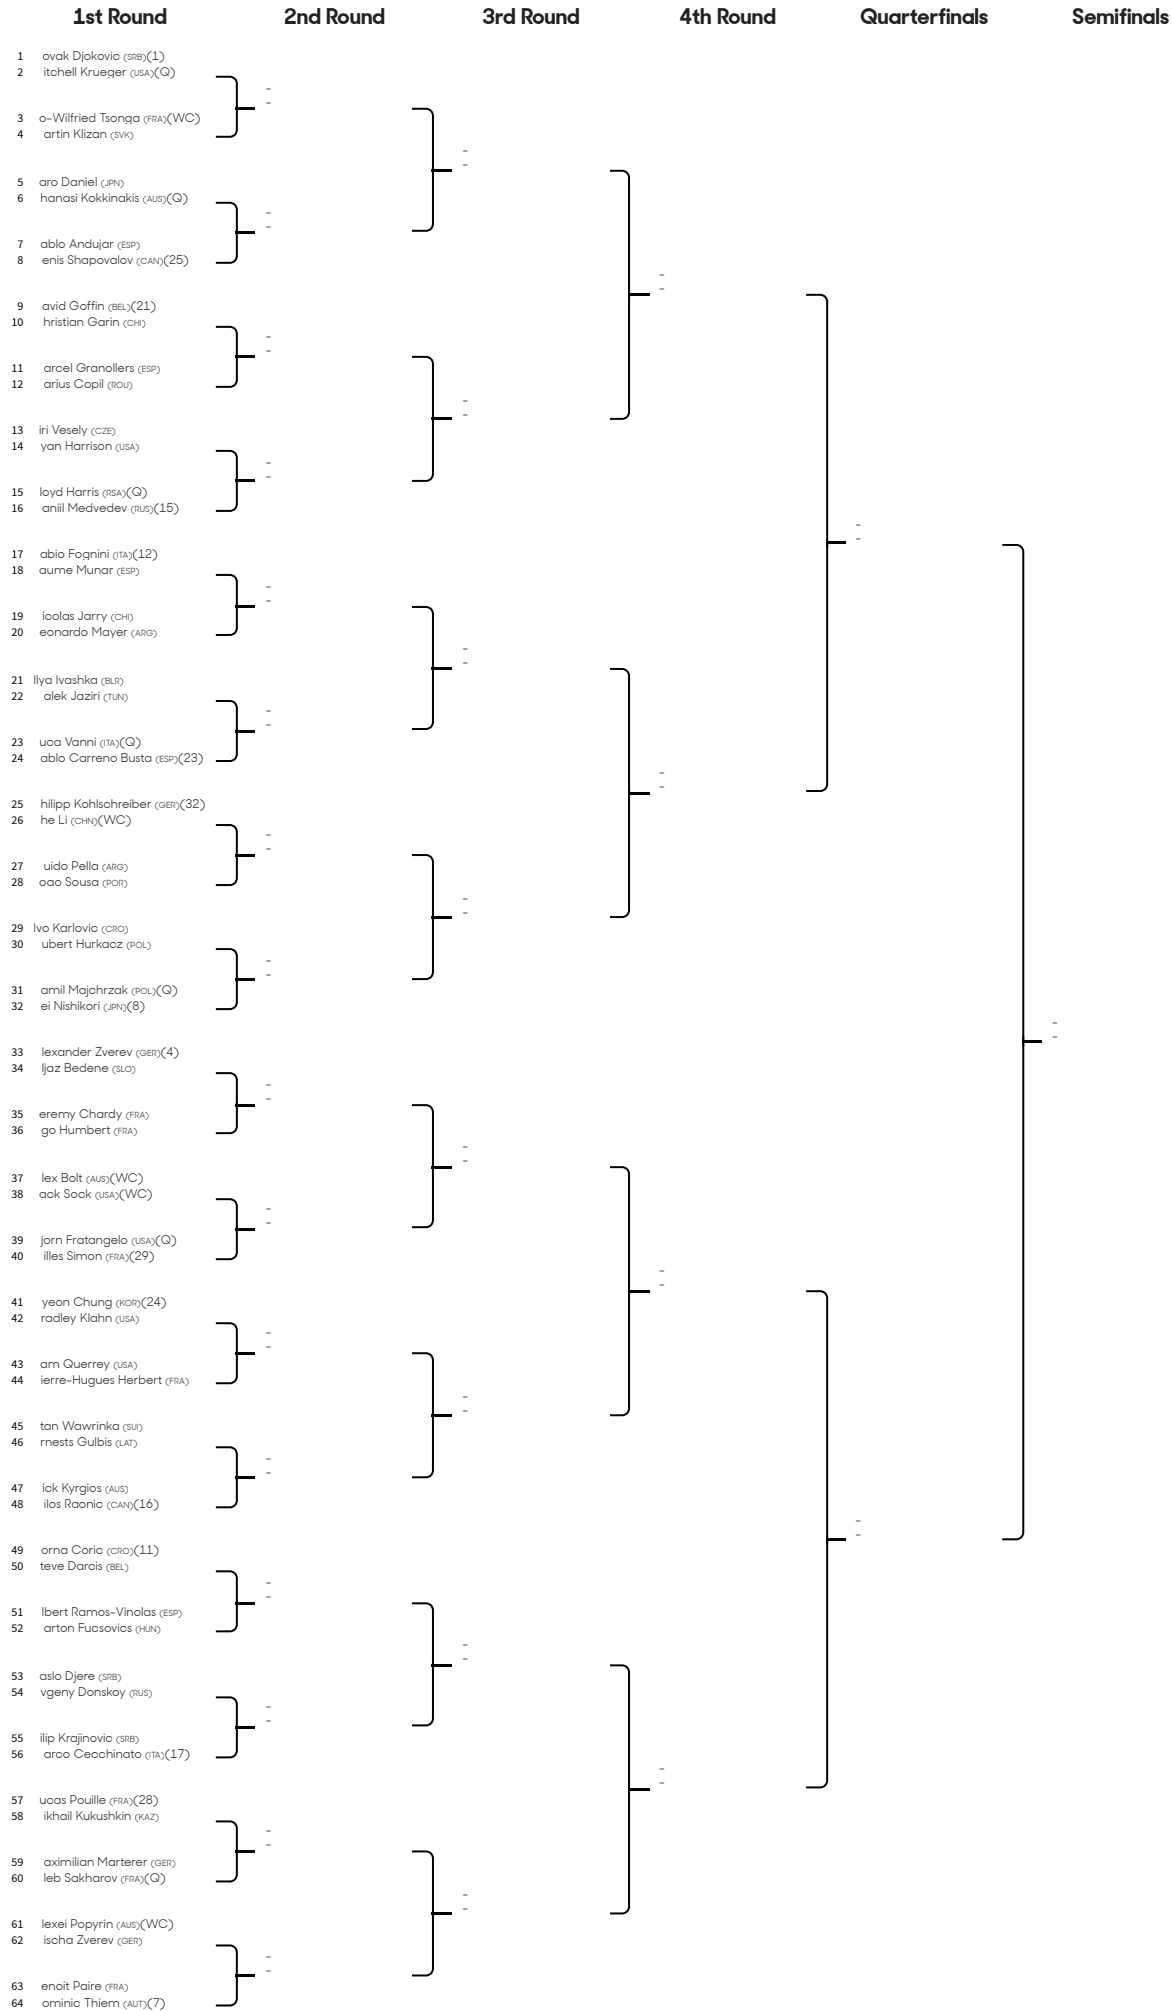 1st Round 2nd Round 3rd Round 4th Round Quarterfinals Semifinals
1 ovak Djokovic (SRB)(1)
2 itchell Krueger (USA)(Q)
3 o-Wilfried Tsonga (FRA)(WC)
4 artin Klizan (SVK)
5 aro Daniel (JPN)
6 hanasi Kokkinakis (AUS)(Q)
7 ablo Andujar (ESP)
8 enis Shapovalov (CAN)(25)
9 avid Goffin (BEL)(21)
10 hristian Garin (CHI)
11 arcel Granollers (ESP)
12 arius Copil (ROU)
13 iri Vesely (CZE)
14 yan Harrison (USA)
15 loyd Harris (RSA)(Q)
16 aniil Medvedev (RUS)(15)
17 abio Fognini (ITA)(12)
18 aume Munar (ESP)
19 icolas Jarry (CHI)
20 eonardo Mayer (ARG)
21 Ilya Ivashka (BLR)
22 alek Jaziri (TUN)
23 uca Vanni (ITA)(Q)
24 ablo Carreno Busta (ESP)(23)
25 hilipp Kohlschreiber (GER)(32)
26 he Li (CHN)(WC)
27 uido Pella (ARG)
28 oao Sousa (POR)
29 Ivo Karlovic (CRO)
30 ubert Hurkacz (POL)
31 amil Majchrzak (POL)(Q)
32 ei Nishikori (JPN)(8)
33 lexander Zverev (GER)(4)
34 ljaz Bedene (SLO)
35 eremy Chardy (FRA)
36 go Humbert (FRA)
37 lex Bolt (AUS)(WC)
38 ack Sock (USA)(WC)
39 jorn Fratangelo (USA)(Q)
40 illes Simon (FRA)(29)
41 yeon Chung (KOR)(24)
42 radley Klahn (USA)
43 am Querrey (USA)
44 ierre-Hugues Herbert (FRA)
45 tan Wawrinka (SUI)
46 rnests Gulbis (LAT)
47 ick Kyrgios (AUS)
48 ilos Raonic (CAN)(16)
49 orna Coric (CRO)(11)
50 teve Darcis (BEL)
51 lbert Ramos-Vinolas (ESP)
52 arton Fucsovics (HUN)
53 aslo Djere (SRB)
54 vgeny Donskoy (RUS)
55 ilip Krajinovic (SRB)
56 arco Cecchinato (ITA)(17)
57 ucas Pouille (FRA)(28)
58 ikhail Kukushkin (KAZ)
59 aximilian Marterer (GER)
60 leb Sakharov (FRA)(Q)
61 lexei Popyrin (AUS)(WC)
62 ischa Zverev (GER)
63 enoit Paire (FRA)
64 ominic Thiem (AUT)(7)